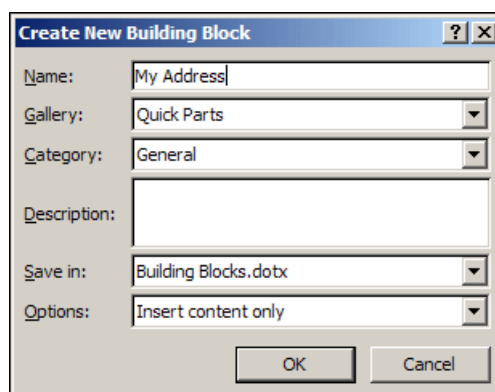 Create New Building Block
Name: My Address
Gallery: Quick Parts
Category: General
Description:
Save in: Building Blocks.dotx
Options: Insert content only
OK Cancel